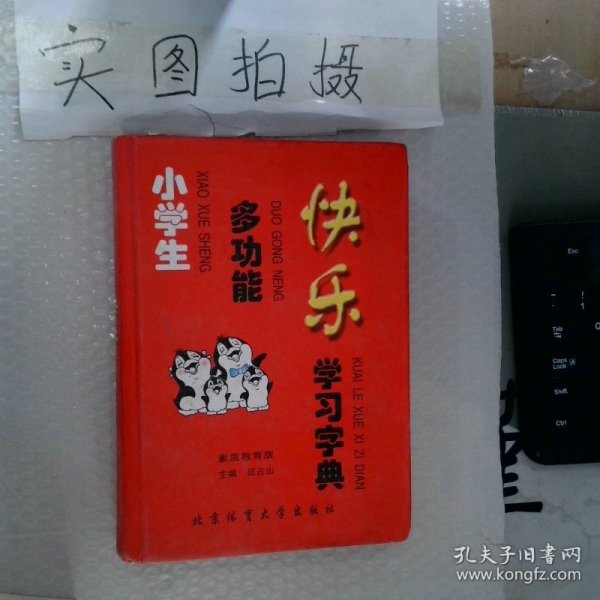 实图拍摄
小学生
XIAO XUE SHENG
多功能
DUO GONG NENG
快乐
学习字典
KUAI LE XUE XI ZI DIAN
素质教育版
主编 田占山
北京体育大学出版社
Esc
Tab
Caps Lock
Shift
Ctrl
孔夫子旧书网
www.kongfz.com